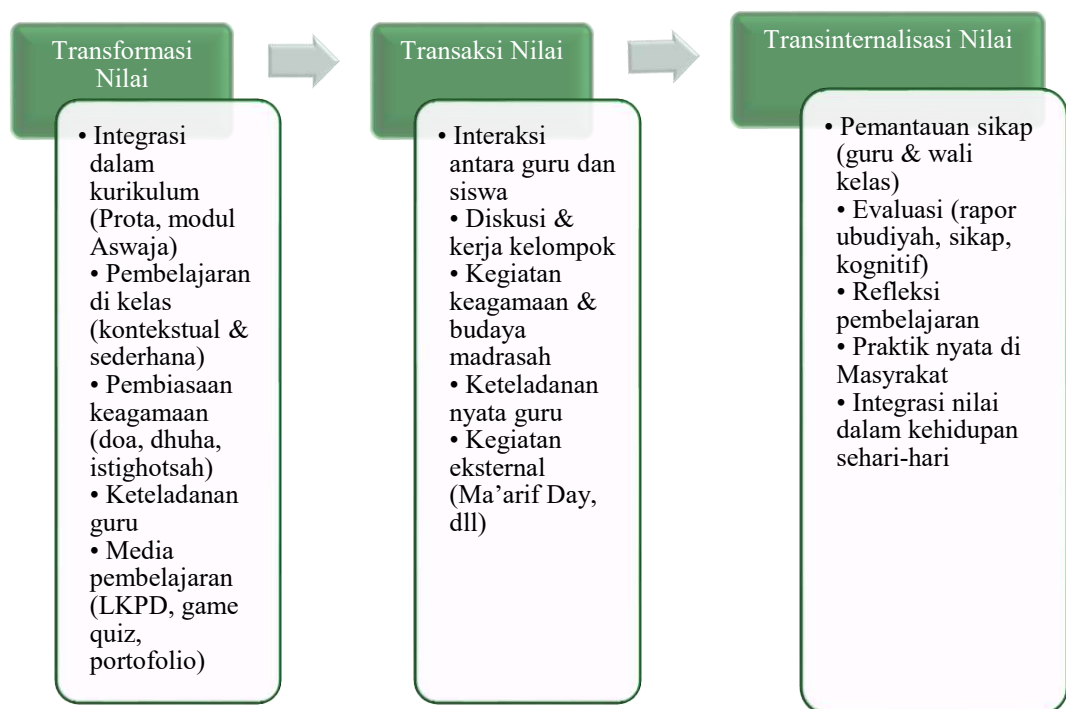 Transformasi
Nilai
• Integrasi
dalam
kurikulum
(Prota, modul
Aswaja)
• Pembelajaran
di kelas
(kontekstual &
sederhana)
• Pembiasaan
keagamaan
(doa, dhuha,
istighotsah)
• Keteladanan
guru
• Media
pembelajaran
(LKPD, game
quiz,
portofolio)
Transaksi Nilai
• Interaksi
antara guru dan
siswa
• Diskusi &
kerja kelompok
• Kegiatan
keagamaan &
budaya
madrasah
• Keteladanan
nyata guru
• Kegiatan
eksternal
(Ma’arif Day,
dll)
Transinternalisasi Nilai
• Pemantauan sikap
(guru & wali
kelas)
• Evaluasi (rapor
ubudiyah, sikap,
kognitif)
• Refleksi
pembelajaran
• Praktik nyata di
Masyrakat
• Integrasi nilai
dalam kehidupan
sehari-hari